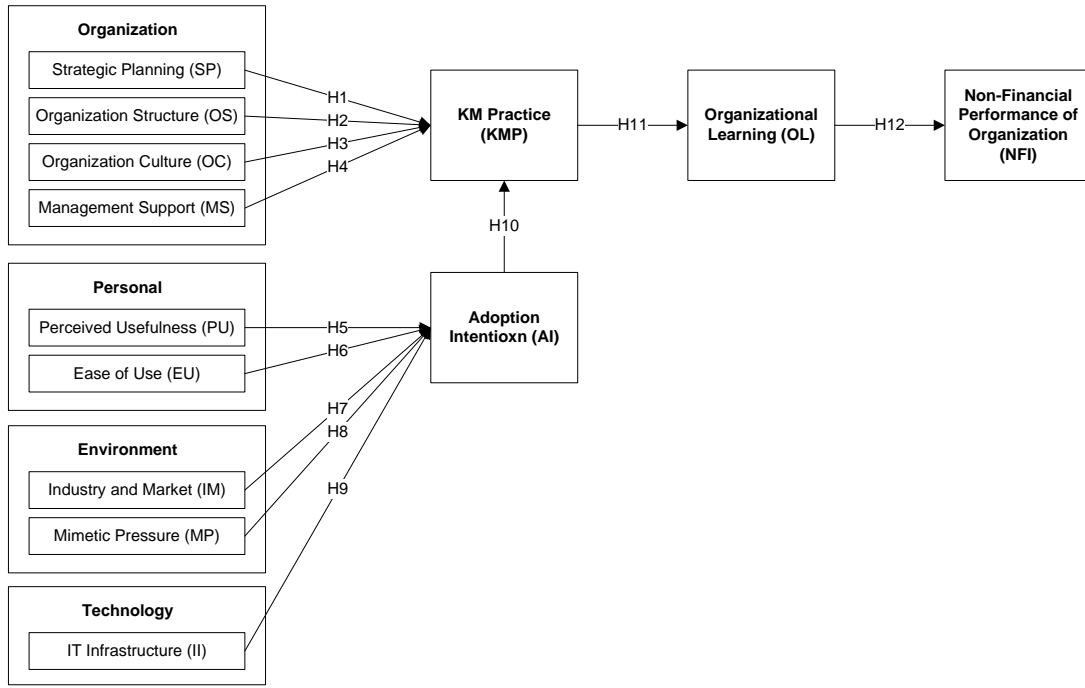 Organization
Strategic Planning (SP)
Organization Structure (OS)
Organization Culture (OC)
Management Support (MS)
H1
H2
H3
H4
KM Practice
(KMP)
H11
Organizational
Learning (OL)
H12
Non-Financial
Performance of
Organization
(NFI)
H10
Personal
Perceived Usefulness (PU)
Ease of Use (EU)
H5
H6
Adoption
Intentioxn (AI)
H7
H8
Environment
Industry and Market (IM)
Mimetic Pressure (MP)
H9
Technology
IT Infrastructure (II)